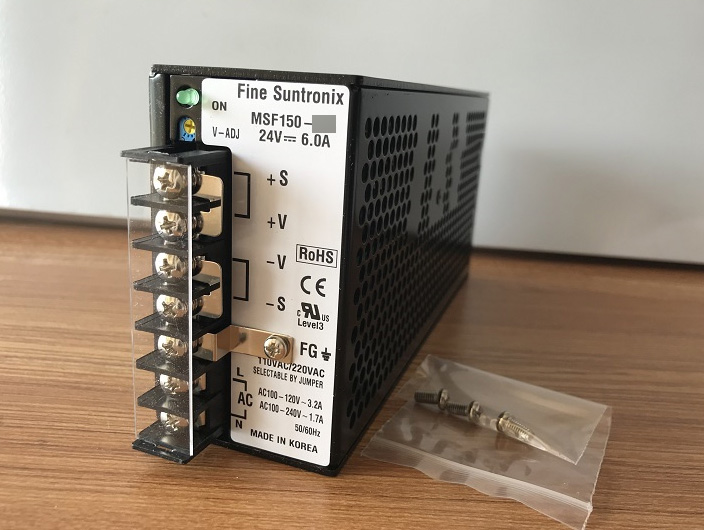 Fine Suntronix
ON
MSF150-
V-ADJ
24V⎓ 6.0A
+S
+V
-V
RoHS
CE
-S
c RU US
Level3
FG
110VAC/220VAC
SELECTABLE BY JUMPER
L
AC
AC100-120V~3.2A
AC100-240V~1.7A
N
50/60Hz
MADE IN KOREA